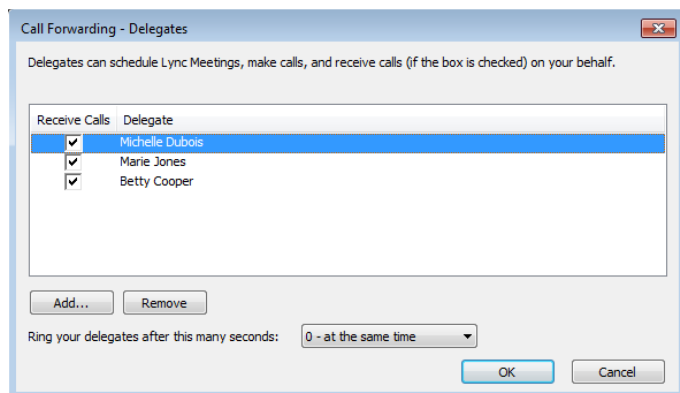 Call Forwarding - Delegates
Delegates can schedule Lync Meetings, make calls, and receive calls (if the box is checked) on your behalf.
Receive Calls Delegate
Michelle Dubois
Marie Jones
Betty Cooper
Add... Remove
Ring your delegates after this many seconds: 0 - at the same time
OK Cancel